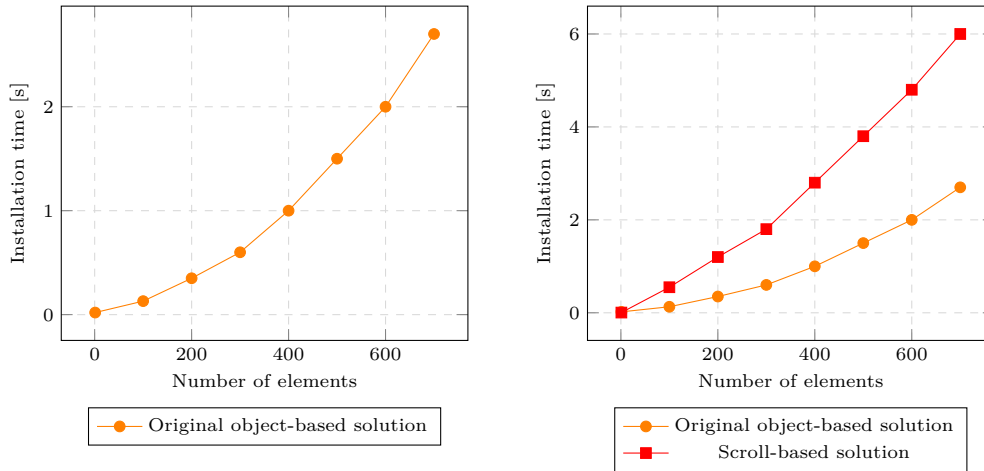 2
1
0
Installation time [s]
0
200
400
600
Number of elements
Original object-based solution
6
4
2
0
Installation time [s]
0
200
400
600
Number of elements
Original object-based solution
Scroll-based solution